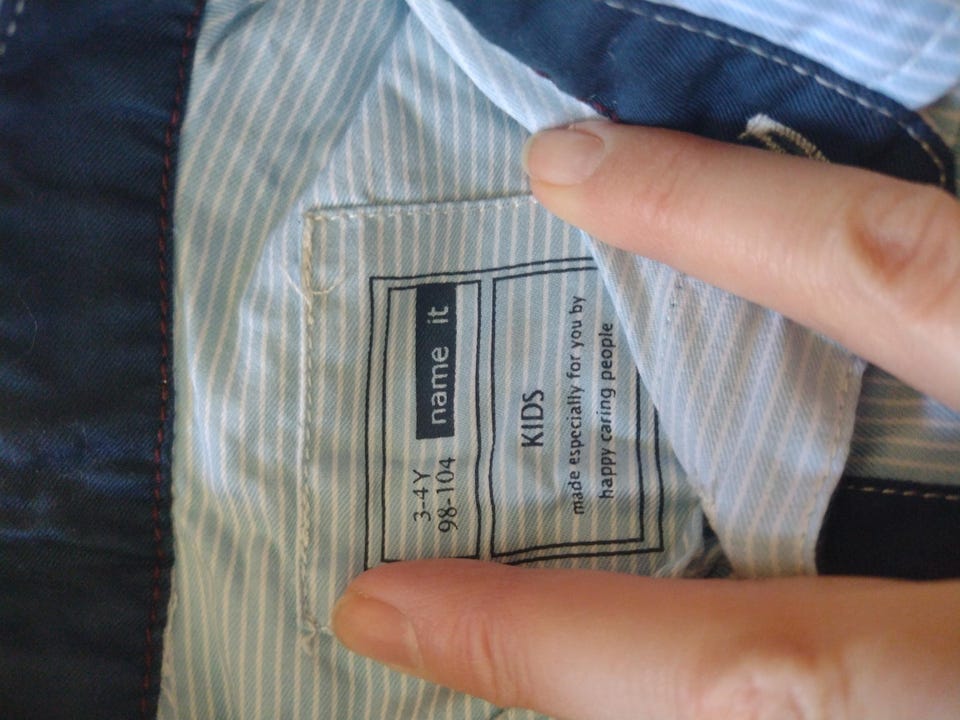 3-4Y
98-104
name it
KIDS
made especially for you by
happy caring people